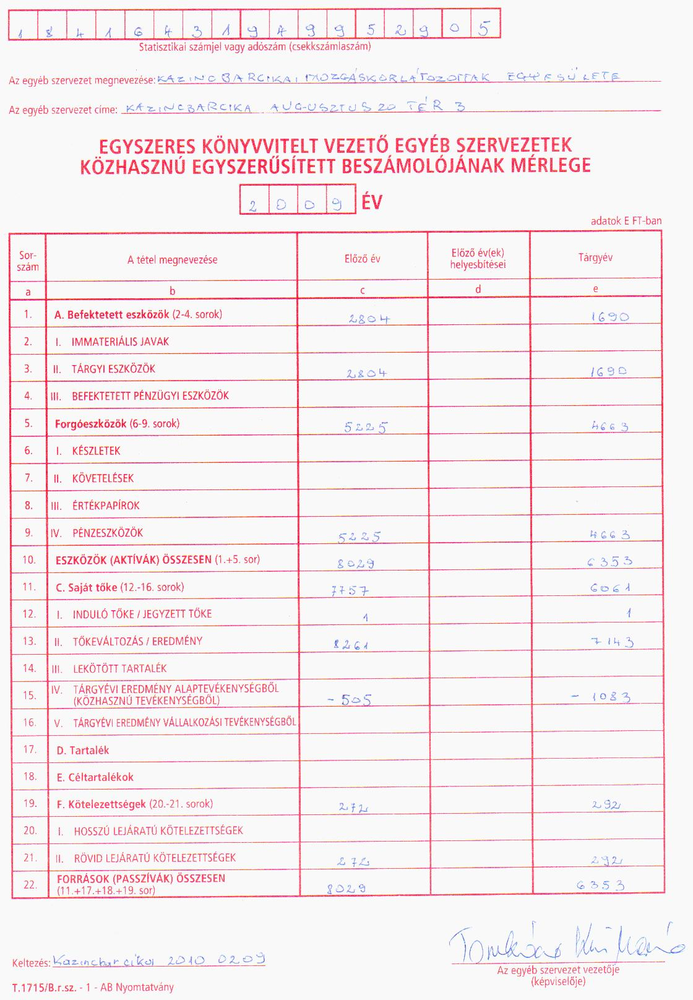 1 8 4 1 6 4 3 1 9 4 9 9 5 2 9 0 5
Statisztikai számjel vagy adószám (csekkszámlaszám)
Az egyéb szervezet megnevezése: KAZINCBARCIKAI MOZGÁSKORLÁTOZOTTAK EGYESÜLETE
Az egyéb szervezet címe: KAZINCBARCIKA AUGUSZTUS 20 TÉR 3
EGYSZERES KÖNYVVITELT VEZETŐ EGYÉB SZERVEZETEK
KÖZHASZNÚ EGYSZERŰSÍTETT BESZÁMOLÓJÁNAK MÉRLEGE
2 0 0 9 ÉV
adatok E FT-ban
Sor-szám A tétel megnevezése Előző év Előző év(ek) helyesbítései Tárgyév
a b c d e
1. A. Befektetett eszközök (2-4. sorok) 2804 1690
2. I. IMMATERIÁLIS JAVAK
3. II. TÁRGYI ESZKÖZÖK 2804 1690
4. III. BEFEKTETETT PÉNZÜGYI ESZKÖZÖK
5. Forgóeszközök (6-9. sorok) 5225 4663
6. I. KÉSZLETEK
7. II. KÖVETELÉSEK
8. III. ÉRTÉKPAPÍROK
9. IV. PÉNZESZKÖZÖK 5225 4663
10. ESZKÖZÖK (AKTÍVÁK) ÖSSZESEN (1.+5. sor) 8029 6353
11. C. Saját tőke (12.-16. sorok) 7757 6061
12. I. INDULÓ TŐKE / JEGYZETT TŐKE 1 1
13. II. TŐKEVÁLTOZÁS / EREDMÉNY 8261 7143
14. III. LEKÖTÖTT TARTALÉK
15. IV. TÁRGYÉVI EREDMÉNY ALAPTEVÉKENYSÉGBŐL
(KÖZHASZNÚ TEVÉKENYSÉGBŐL) - 505 - 1083
16. V. TÁRGYÉVI EREDMÉNY VÁLLALKOZÁSI TEVÉKENYSÉGBŐL
17. D. Tartalék
18. E. Céltartalékok
19. F. Kötelezettségek (20.-21. sorok) 272 292
20. I. HOSSZÚ LEJÁRATÚ KÖTELEZETTSÉGEK
21. II. RÖVID LEJÁRATÚ KÖTELEZETTSÉGEK 272 292
22. FORRÁSOK (PASSZÍVÁK) ÖSSZESEN
(11.+17.+18.+19. sor) 8029 6353
Keltezés: Kazincbarcika 2010 0209
Az egyéb szervezet vezetője
(képviselője)
T.1715/B.r.sz. - 1 - AB Nyomtatvány